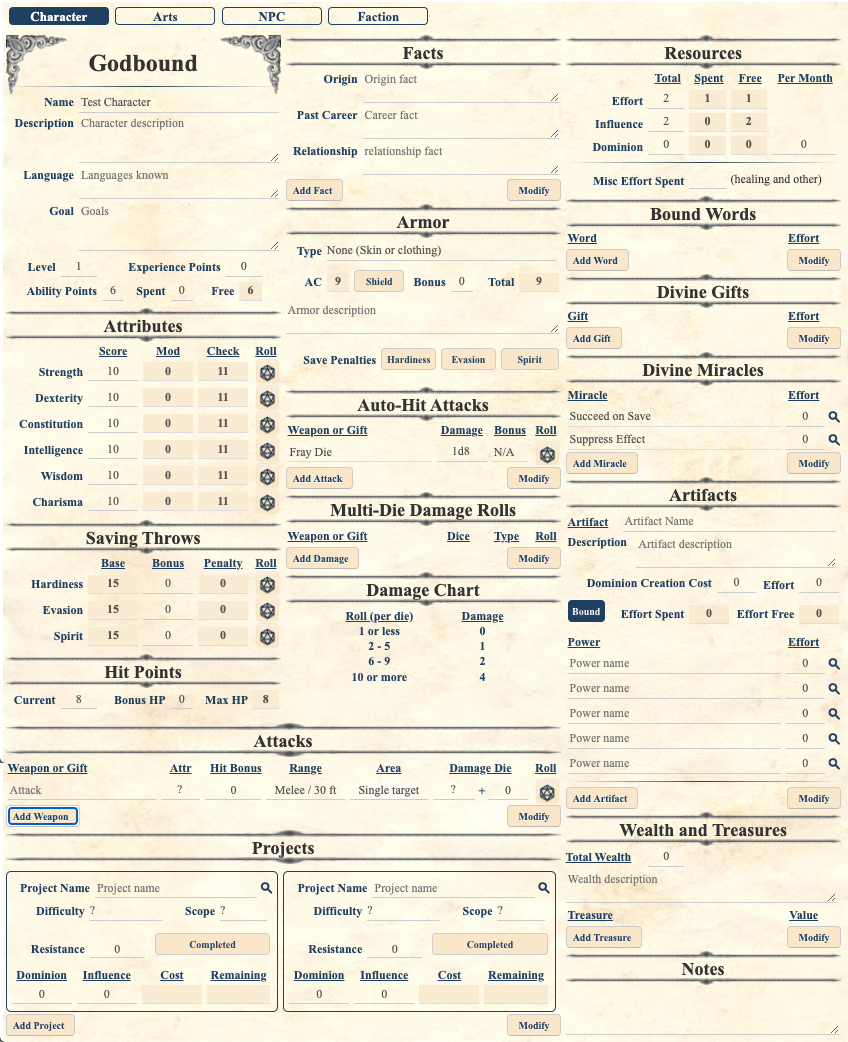 Character Arts NPC Faction
Godbound
Name Test Character
Description Character description
Language Languages known
Goal Goals
Level 1 Experience Points 0
Ability Points 6 Spent 0 Free 6
Attributes
Score Mod Check Roll
Strength 10 0 11
Dexterity 10 0 11
Constitution 10 0 11
Intelligence 10 0 11
Wisdom 10 0 11
Charisma 10 0 11
Saving Throws
Base Bonus Penalty Roll
Hardiness 15 0 0
Evasion 15 0 0
Spirit 15 0 0
Hit Points
Current 8 Bonus HP 0 Max HP 8
Facts
Origin Origin fact
Past Career Career fact
Relationship relationship fact
Add Fact Modify
Armor
Type None (Skin or clothing)
AC 9 Shield Bonus 0 Total 9
Armor description
Save Penalties Hardiness Evasion Spirit
Auto-Hit Attacks
Weapon or Gift Damage Bonus Roll
Fray Die 1d8 N/A
Add Attack Modify
Multi-Die Damage Rolls
Weapon or Gift Dice Type Roll
Add Damage Modify
Damage Chart
Roll (per die) Damage
1 or less 0
2 - 5 1
6 - 9 2
10 or more 4
Attacks
Weapon or Gift Attr Hit Bonus Range Area Damage Die Roll
Attack ? 0 Melee / 30 ft Single target ? + 0
Add Weapon Modify
Projects
Project Name Project name
Difficulty ? Scope ?
Resistance 0 Completed
Dominion Influence Cost Remaining
0 0
Project Name Project name
Difficulty ? Scope ?
Resistance 0 Completed
Dominion Influence Cost Remaining
0 0
Add Project Modify
Resources
Total Spent Free Per Month
Effort 2 1 1
Influence 2 0 2
Dominion 0 0 0 0
Misc Effort Spent (healing and other)
Bound Words
Word Effort
Add Word Modify
Divine Gifts
Gift Effort
Add Gift Modify
Divine Miracles
Miracle Effort
Succeed on Save 0
Suppress Effect 0
Add Miracle Modify
Artifacts
Artifact Artifact Name
Description Artifact description
Dominion Creation Cost 0 Effort 0
Bound Effort Spent 0 Effort Free 0
Power Effort
Power name 0
Power name 0
Power name 0
Power name 0
Power name 0
Add Artifact Modify
Wealth and Treasures
Total Wealth 0
Wealth description
Treasure Value
Add Treasure Modify
Notes